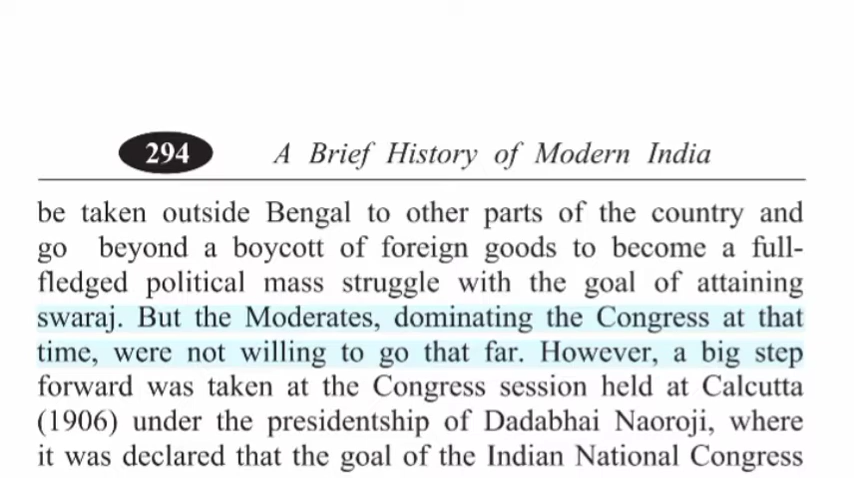 294 A Brief History of Modern India
be taken outside Bengal to other parts of the country and
go beyond a boycott of foreign goods to become a full-
fledged political mass struggle with the goal of attaining
swaraj. But the Moderates, dominating the Congress at that
time, were not willing to go that far. However, a big step
forward was taken at the Congress session held at Calcutta
(1906) under the presidentship of Dadabhai Naoroji, where
it was declared that the goal of the Indian National Congress